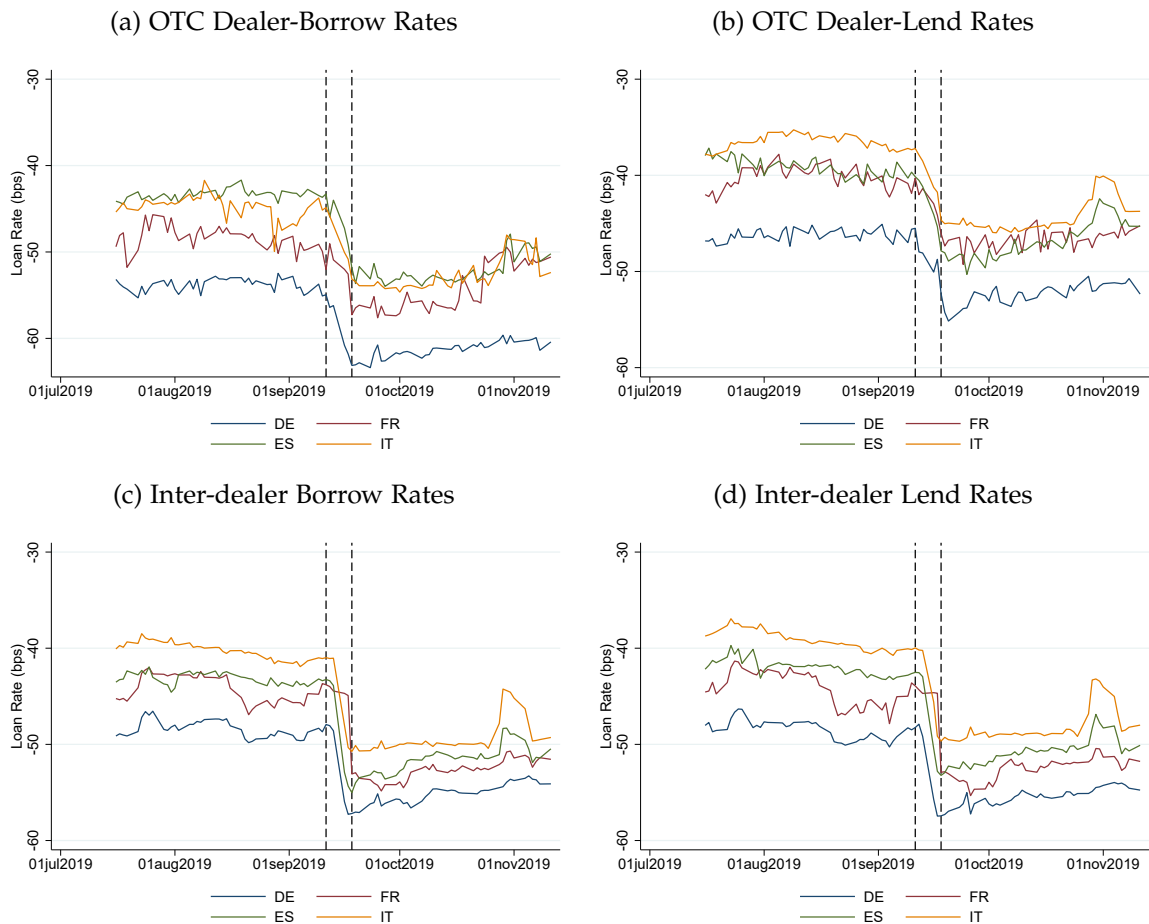 (a) OTC Dealer-Borrow Rates
Loan Rate (bps)
-30
-40
-50
-60
01jul2019 01aug2019 01sep2019 01oct2019 01nov2019
DE FR
ES IT
(b) OTC Dealer-Lend Rates
Loan Rate (bps)
-30
-40
-50
-60
01jul2019 01aug2019 01sep2019 01oct2019 01nov2019
DE FR
ES IT
(c) Inter-dealer Borrow Rates
Loan Rate (bps)
-30
-40
-50
-60
01jul2019 01aug2019 01sep2019 01oct2019 01nov2019
DE FR
ES IT
(d) Inter-dealer Lend Rates
Loan Rate (bps)
-30
-40
-50
-60
01jul2019 01aug2019 01sep2019 01oct2019 01nov2019
DE FR
ES IT